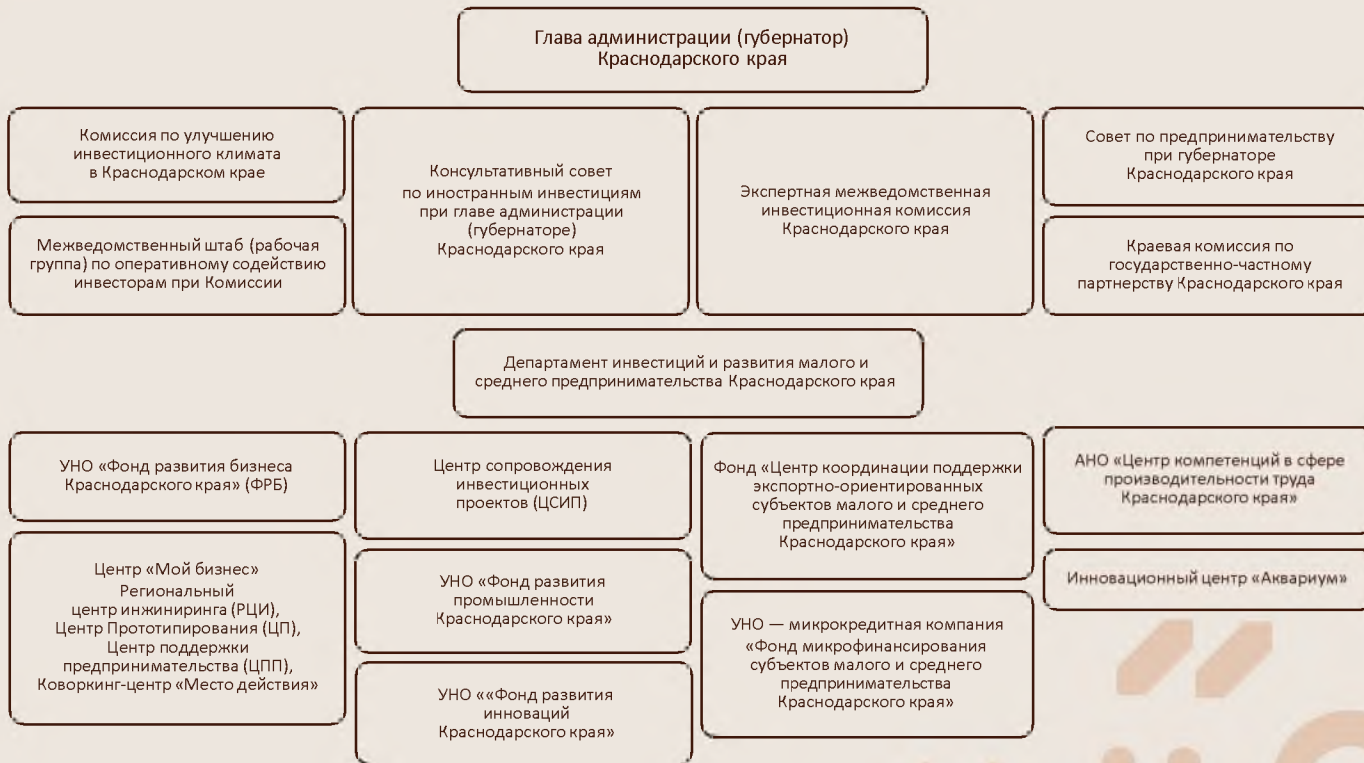 Глава администрации (губернатор)
Краснодарского края
Комиссия по улучшению
инвестиционного климата
в Краснодарском крае
Межведомственный штаб (рабочая
группа) по оперативному содействию
инвесторам при Комиссии
Консультативный совет
по иностранным инвестициям
при главе администрации
(губернаторе)
Краснодарского края
Экспертная межведомственная
инвестиционная комиссия
Краснодарского края
Совет по предпринимательству
при губернаторе
Краснодарского края
Краевая комиссия по
государственно-частному
партнерству Краснодарского края
Департамент инвестиций и развития малого и
среднего предпринимательства Краснодарского края
УНО «Фонд развития бизнеса
Краснодарского края» (ФРБ)
Центр «Мой бизнес»
Региональный
центр инжиниринга (РЦИ),
Центр Прототипирования (ЦП),
Центр поддержки
предпринимательства (ЦПП),
Коворкинг-центр «Место действия»
Центр сопровождения
инвестиционных
проектов (ЦСИП)
УНО «Фонд развития
промышленности
Краснодарского края»
УНО ««Фонд развития
инноваций
Краснодарского края»
Фонд «Центр координации поддержки
экспортно-ориентированных
субъектов малого и среднего
предпринимательства
Краснодарского края»
УНО — микрокредитная компания
«Фонд микрофинансирования
субъектов малого и среднего
предпринимательства
Краснодарского края»
АНО «Центр компетенций в сфере
производительности труда
Краснодарского края»
Инновационный центр «Аквариум»